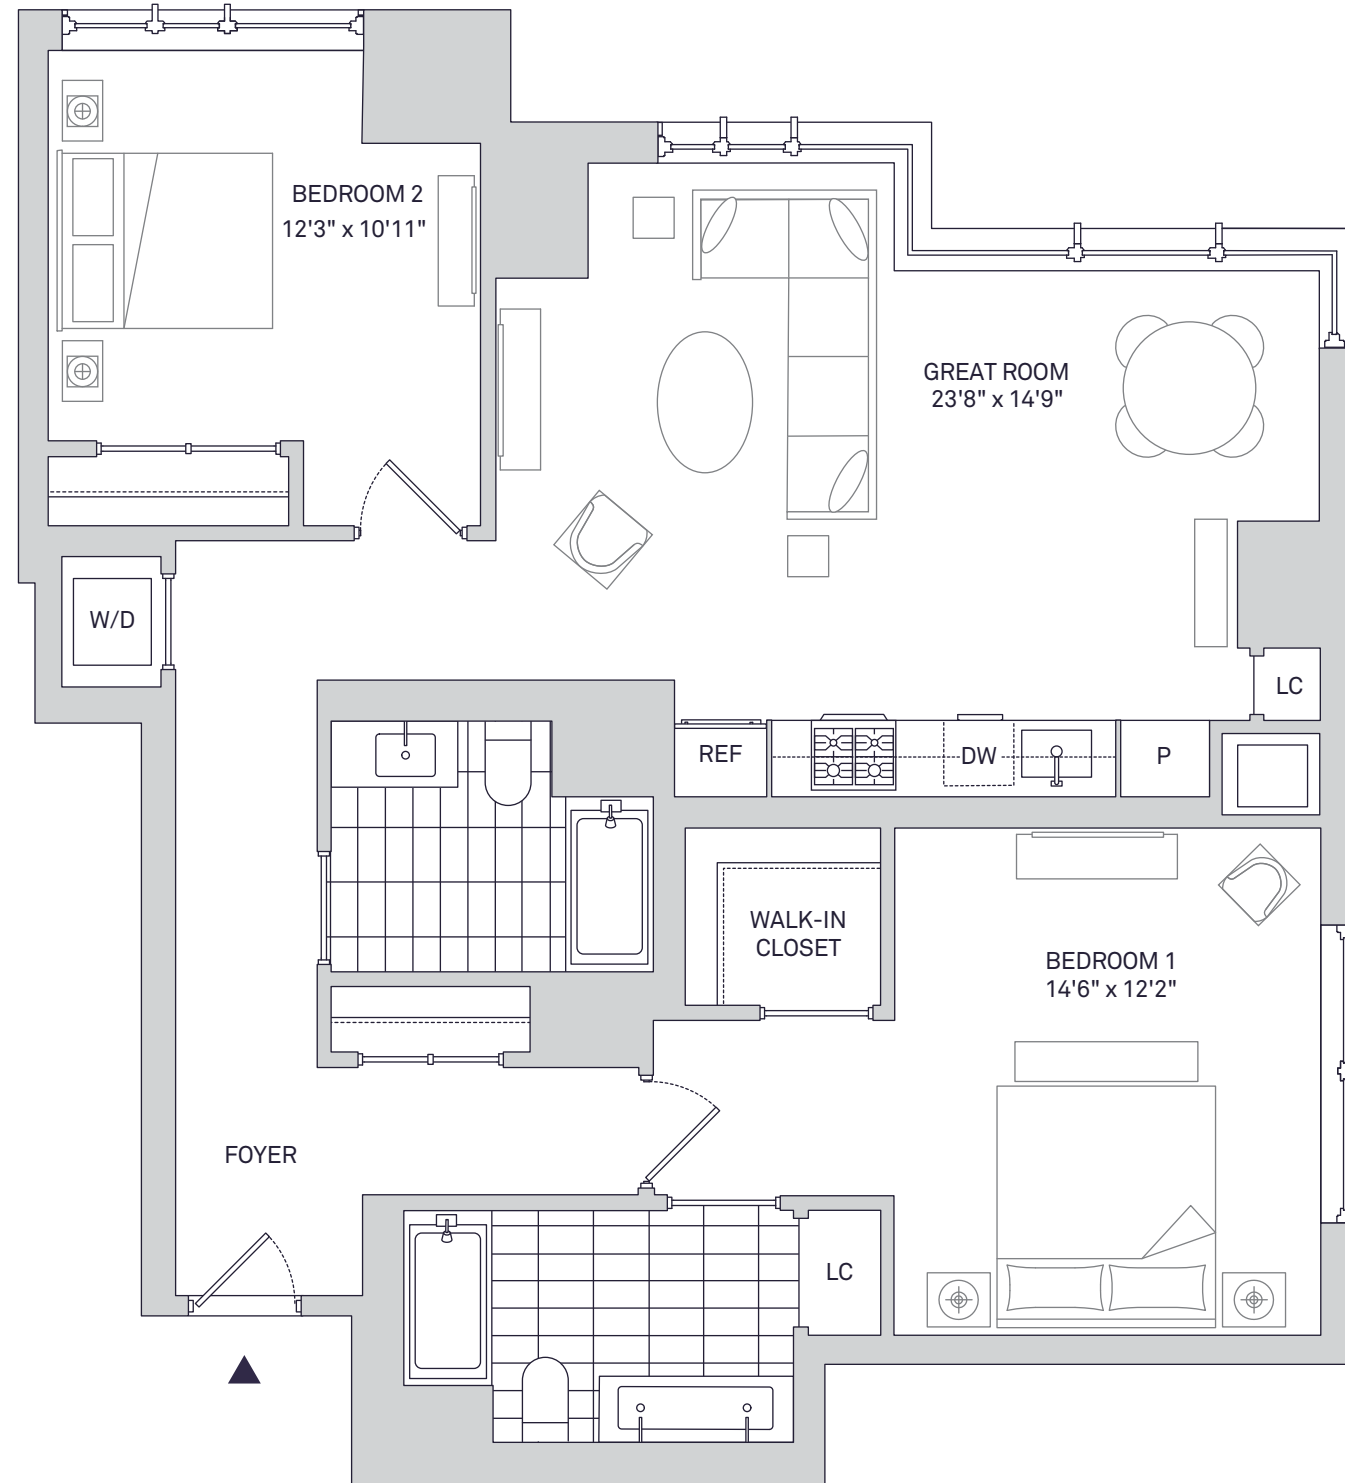 BEDROOM 2
12'3" x 10'11"
GREAT ROOM
23'8" x 14'9"
W/D
LC
REF
DW
P
WALK-IN
CLOSET
BEDROOM 1
14'6" x 12'2"
FOYER
LC